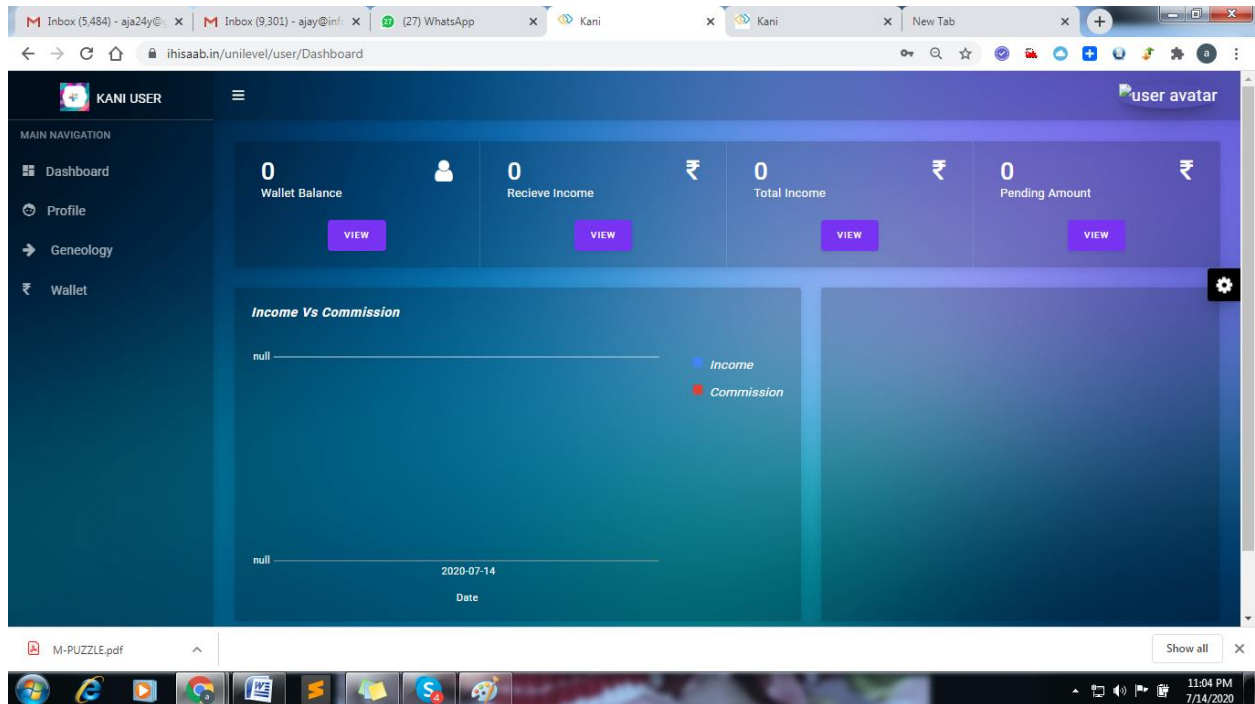 Inbox (5,484) - aja24y@
Inbox (9,301) - ajay@inf
(27) WhatsApp
Kani
Kani
New Tab
ihisaab.in/unilevel/user/Dashboard
a
KANI USER
user avatar
MAIN NAVIGATION
Dashboard
Profile
Geneology
Wallet
0
Wallet Balance
VIEW
0
Recieve Income
VIEW
0
Total Income
VIEW
0
Pending Amount
VIEW
Income Vs Commission
null
Income
Commission
null
2020-07-14
Date
M-PUZZLE.pdf
Show all
11:04 PM
7/14/2020